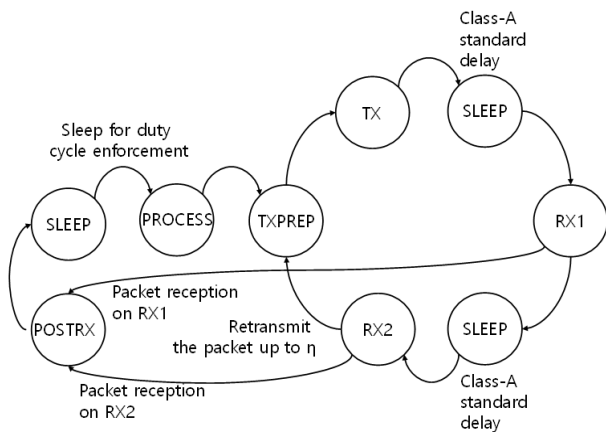 Class-A
standard
delay
TX
SLEEP
Sleep for duty
cycle enforcement
SLEEP
PROCESS
TXPREP
RX1
Packet reception
on RX1
POSTRX
Retransmit
the packet up to η
RX2
SLEEP
Packet reception
on RX2
Class-A
standard
delay